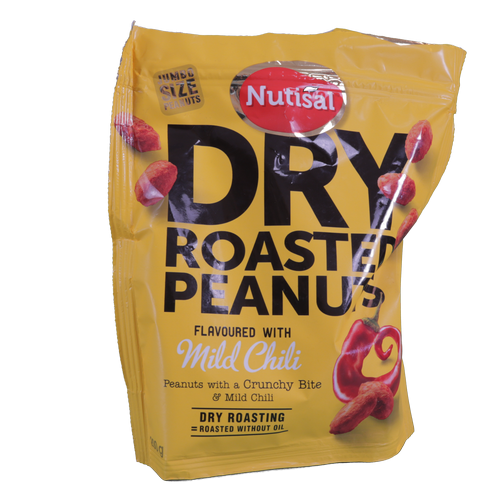 JUMBO
SIZE
PEANUTS
Nutisal
DRY
ROASTED
PEANUTS
FLAVOURED WITH
Mild Chili
Peanuts with a Crunchy Bite
& Mild Chili
DRY ROASTING
= ROASTED WITHOUT OIL